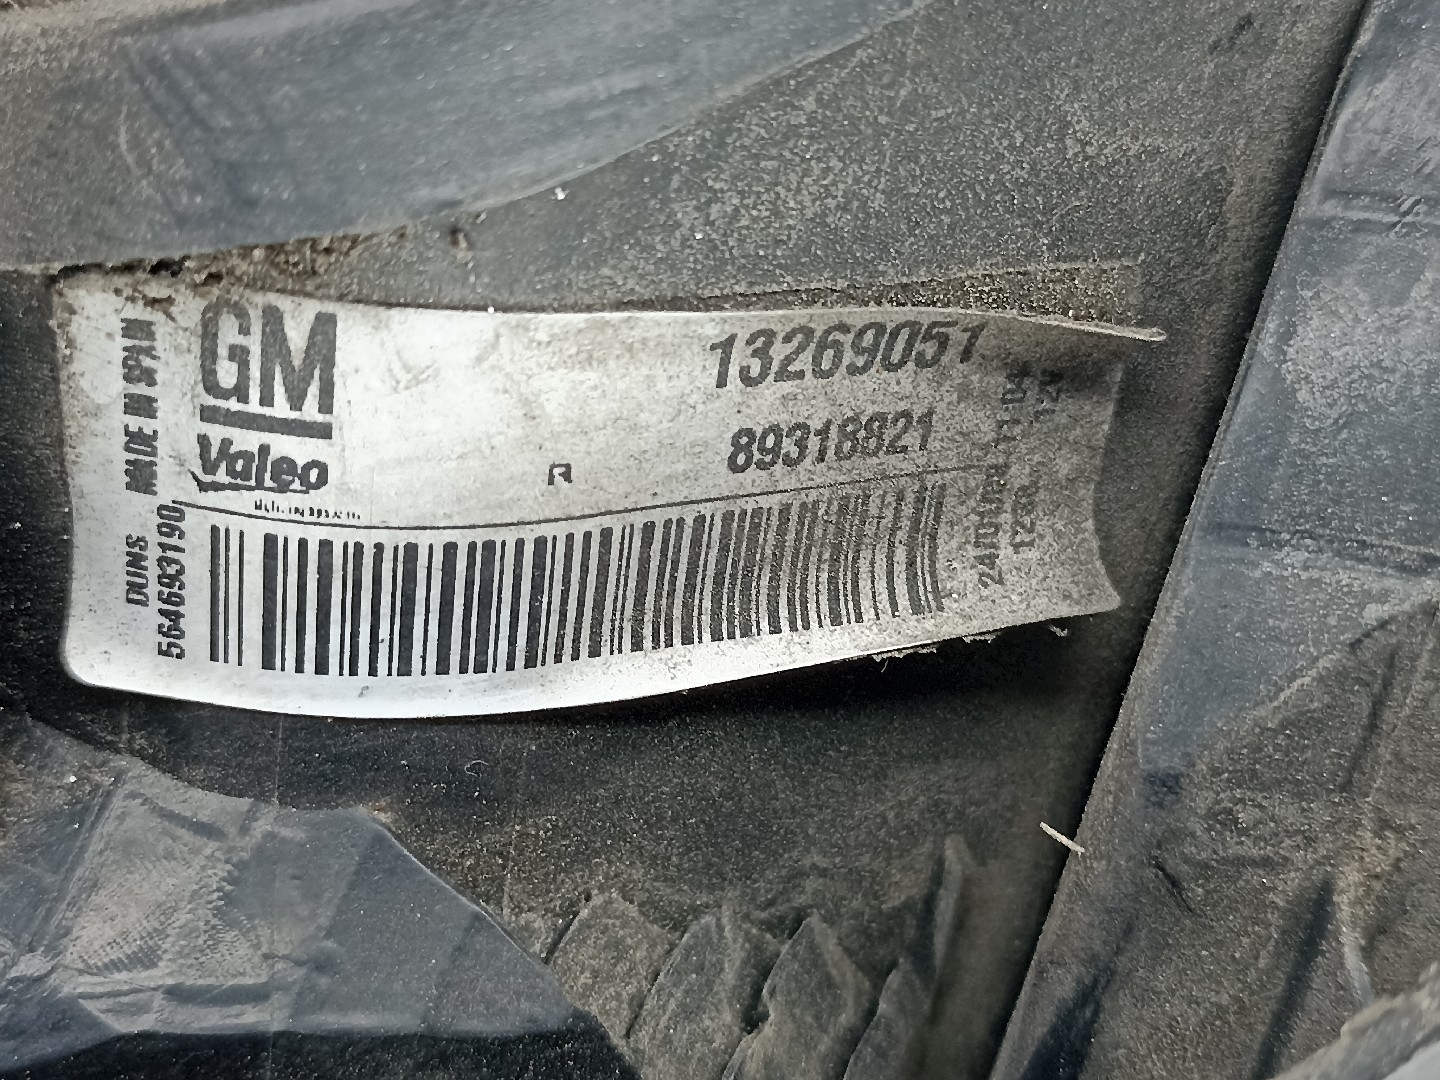 MADE IN SPAIN
DUNS
564693190
GM
Valeo
R
13269051
89318821